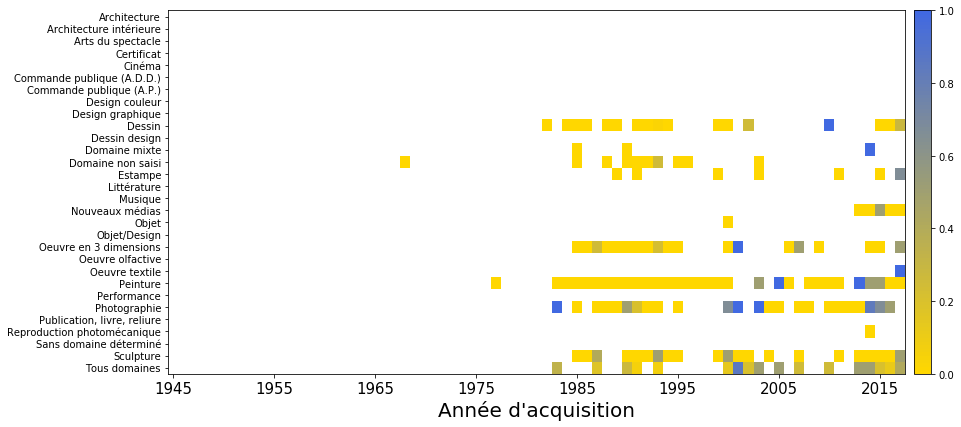 Architecture
Architecture intérieure
Arts du spectacle
Certificat
Cinéma
Commande publique (A.D.D.)
Commande publique (A.P.)
Design couleur
Design graphique
Dessin
Dessin design
Domaine mixte
Domaine non saisi
Estampe
Littérature
Musique
Nouveaux médias
Objet
Objet/Design
Oeuvre en 3 dimensions
Oeuvre olfactive
Oeuvre textile
Peinture
Performance
Photographie
Publication, livre, reliure
Reproduction photomécanique
Sans domaine déterminé
Sculpture
Tous domaines
1945 1955 1965 1975 1985 1995 2005 2015
Année d'acquisition
1.0
0.8
0.6
0.4
0.2
0.0